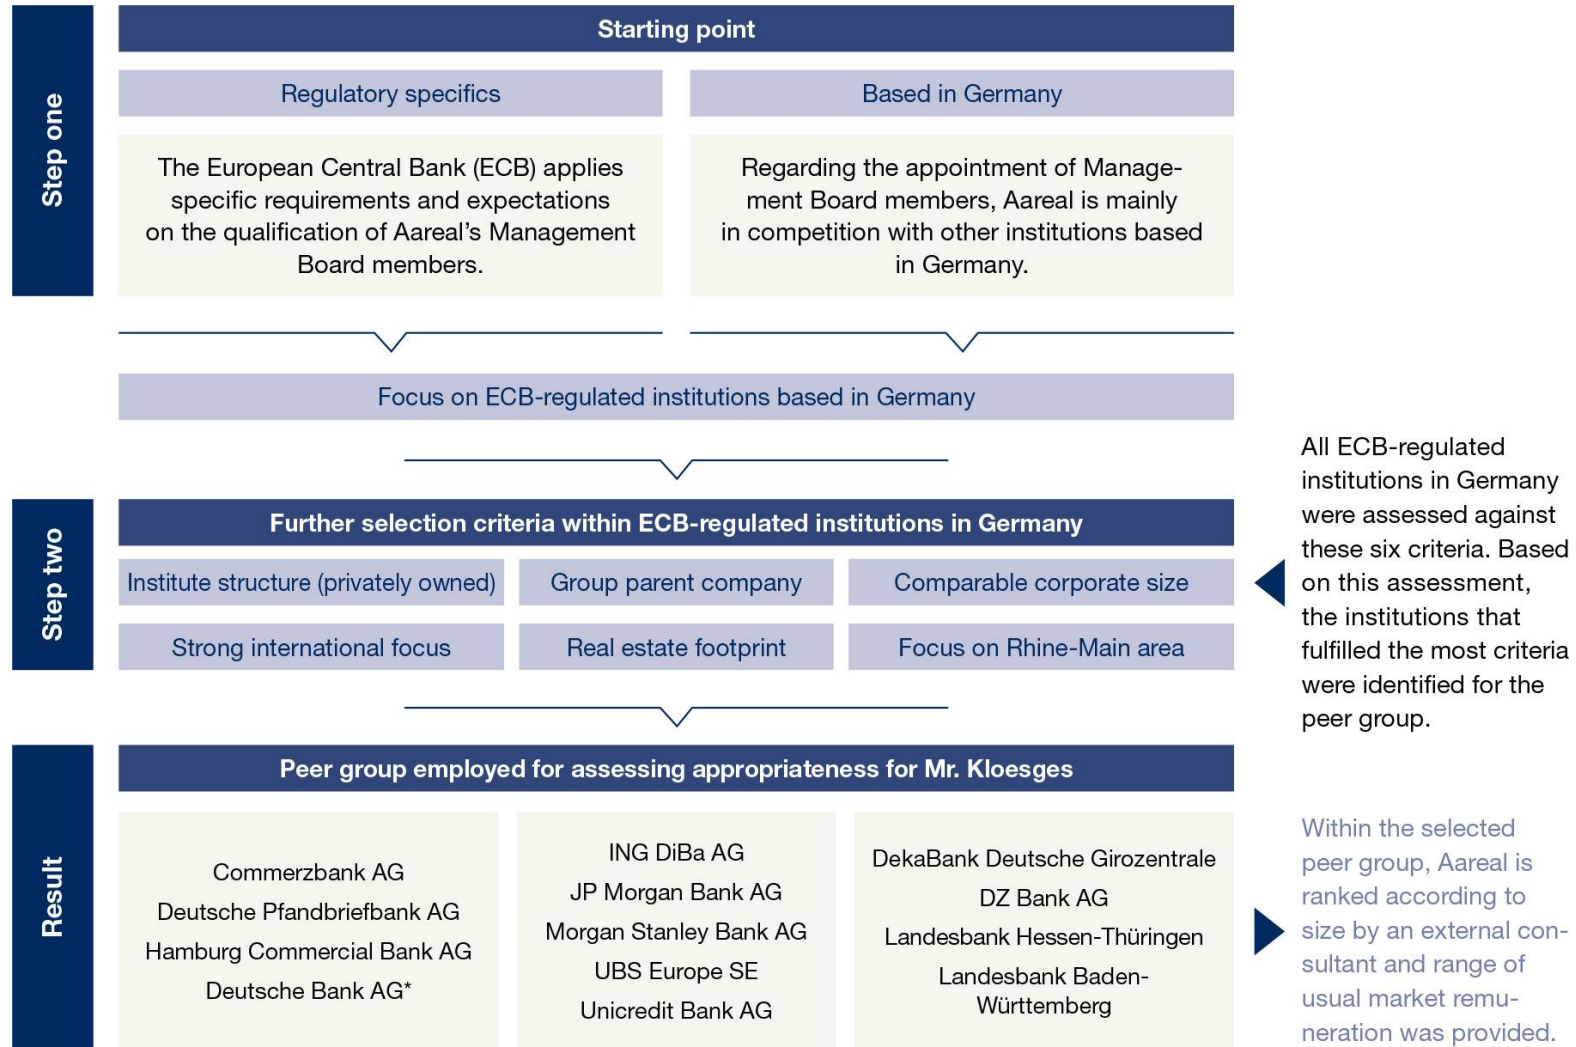 Step one
Starting point
Regulatory specifics
Based in Germany
The European Central Bank (ECB) applies
specific requirements and expectations
on the qualification of Aareal’s Management
Board members.
Regarding the appointment of Manage-
ment Board members, Aareal is mainly
in competition with other institutions based
in Germany.
Focus on ECB-regulated institutions based in Germany
Step two
Further selection criteria within ECB-regulated institutions in Germany
Institute structure (privately owned)
Group parent company
Comparable corporate size
Strong international focus
Real estate footprint
Focus on Rhine-Main area
All ECB-regulated
institutions in Germany
were assessed against
these six criteria. Based
on this assessment,
the institutions that
fulfilled the most criteria
were identified for the
peer group.
Result
Peer group employed for assessing appropriateness for Mr. Kloesges
Commerzbank AG
Deutsche Pfandbriefbank AG
Hamburg Commercial Bank AG
Deutsche Bank AG*
ING DiBa AG
JP Morgan Bank AG
Morgan Stanley Bank AG
UBS Europe SE
Unicredit Bank AG
DekaBank Deutsche Girozentrale
DZ Bank AG
Landesbank Hessen-Thüringen
Landesbank Baden-
Württemberg
Within the selected
peer group, Aareal is
ranked according to
size by an external con-
sultant and range of
usual market remu-
neration was provided.